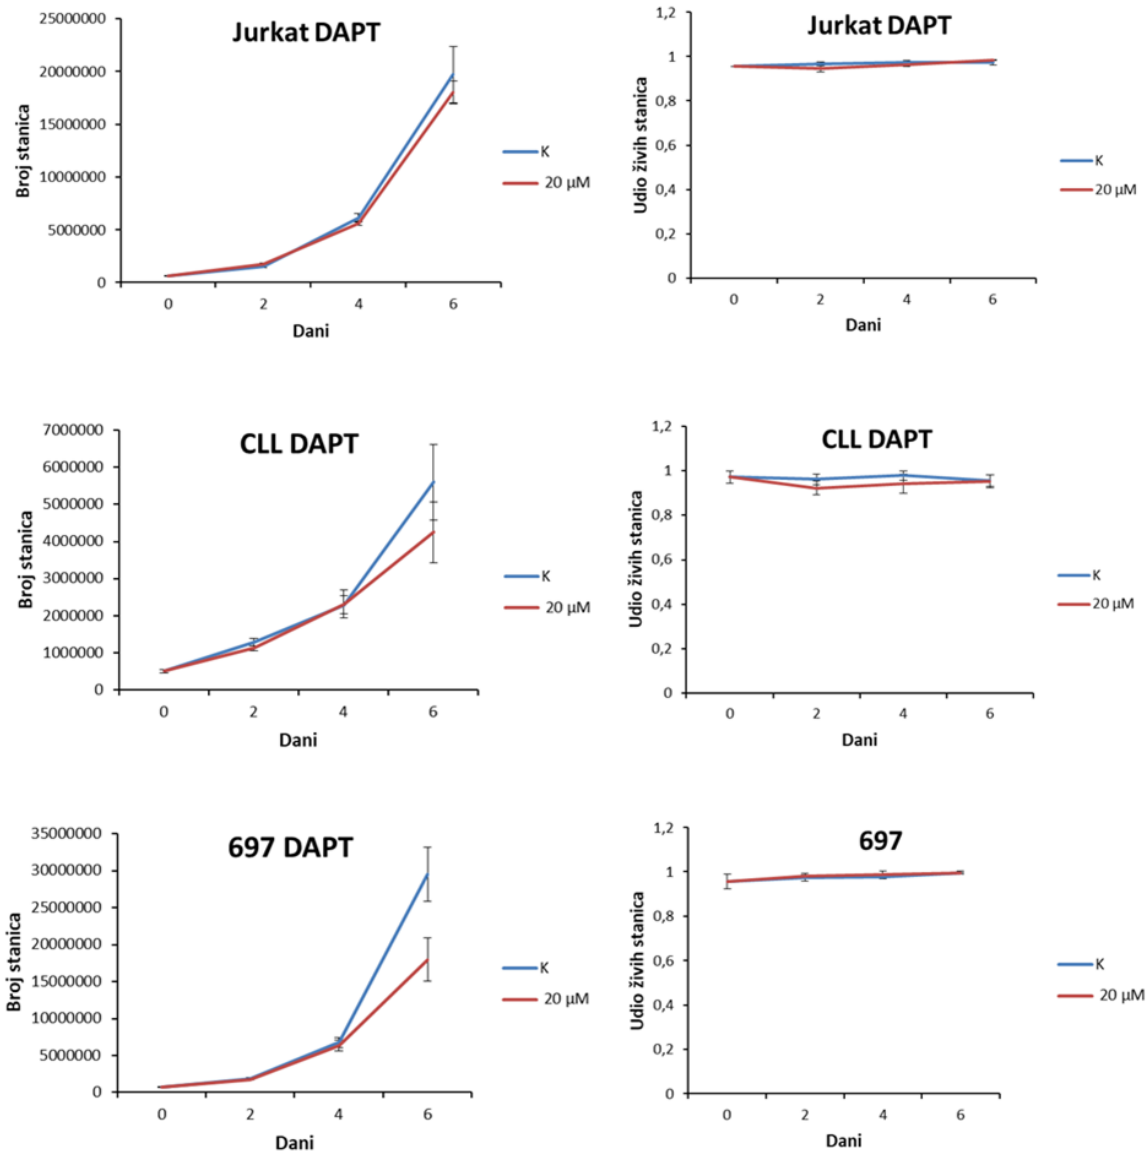 Jurkat DAPT
25000000
20000000
15000000
10000000
5000000
0
Broj stanica
0 2 4 6
Dani
K
20 µM
Jurkat DAPT
1,2
1
0,8
0,6
0,4
0,2
0
Udio živih stanica
0 2 4 6
Dani
K
20 µM
CLL DAPT
7000000
6000000
5000000
4000000
3000000
2000000
1000000
0
Broj stanica
0 2 4 6
Dani
K
20 µM
CLL DAPT
1,2
1
0,8
0,6
0,4
0,2
0
Udio živih stanica
0 2 4 6
Dani
K
20 µM
697 DAPT
35000000
30000000
25000000
20000000
15000000
10000000
5000000
0
Broj stanica
0 2 4 6
Dani
K
20 µM
697
1,2
1
0,8
0,6
0,4
0,2
0
Udio živih stanica
0 2 4 6
Dani
K
20 µM